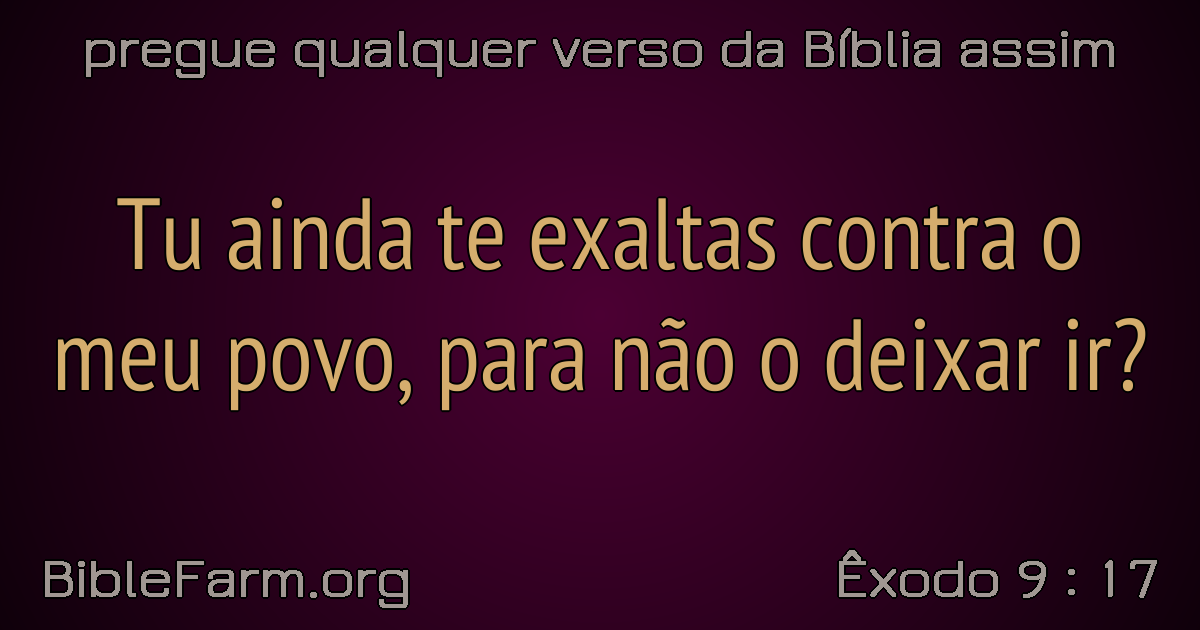 pregue qualquer verso da Bíblia assim
Tu ainda te exaltas contra o
meu povo, para não o deixar ir?
BibleFarm.org
Êxodo 9 : 17